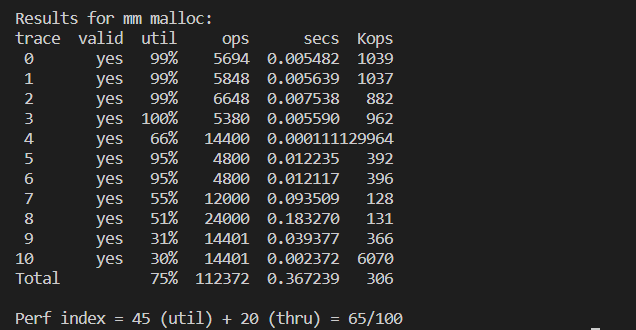 Results for mm malloc:
trace  valid  util     ops      secs  Kops
 0       yes   99%    5694  0.005482  1039
 1       yes   99%    5848  0.005639  1037
 2       yes   99%    6648  0.007538   882
 3       yes  100%    5380  0.005590   962
 4       yes   66%   14400  0.000111129964
 5       yes   95%    4800  0.012235   392
 6       yes   95%    4800  0.012117   396
 7       yes   55%   12000  0.093509   128
 8       yes   51%   24000  0.183270   131
 9       yes   31%   14401  0.039377   366
10       yes   30%   14401  0.002372  6070
Total          75%  112372  0.367239   306
Perf index = 45 (util) + 20 (thru) = 65/100